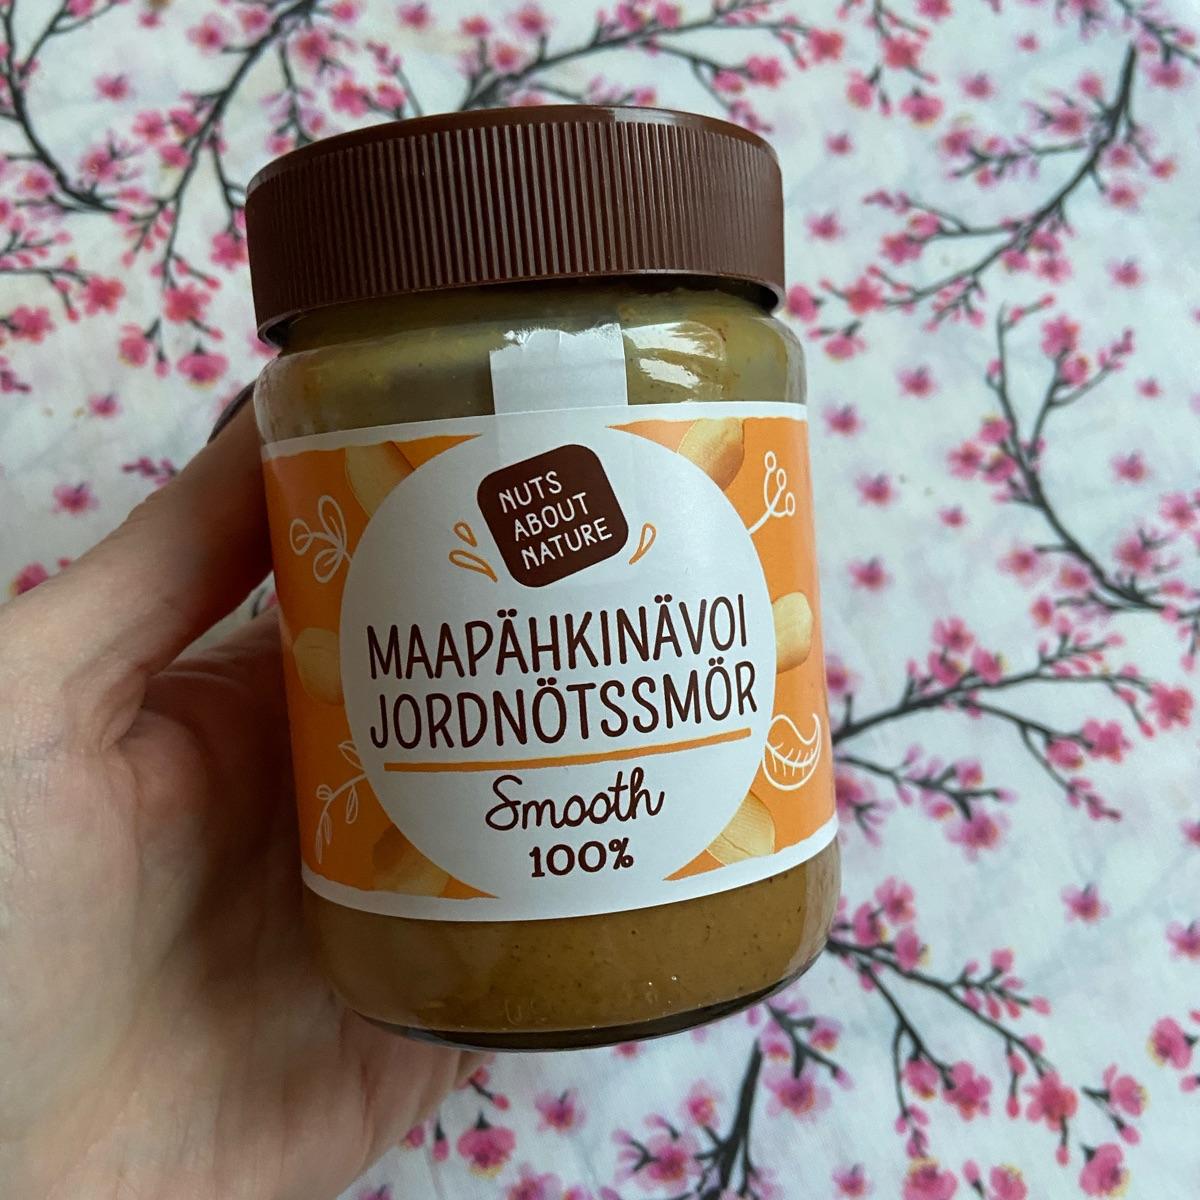 NUTS
ABOUT
NATURE
MAAPÄHKINÄVOI
JORDNÖTSSMÖR
Smooth
100%